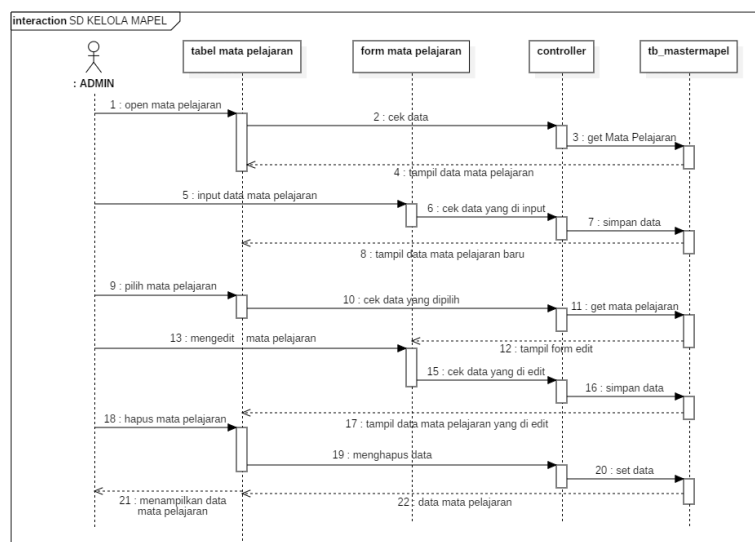 interaction SD KELOLA MAPEL
tabel mata pelajaran
form mata pelajaran
controller
tb_mastermapel
: ADMIN
1 : open mata pelajaran
2 : cek data
3 : get Mata Pelajaran
4 : tampil data mata pelajaran
5 : input data mata pelajaran
6 : cek data yang di input
7 : simpan data
8 : tampil data mata pelajaran baru
9 : pilih mata pelajaran
10 : cek data yang dipilih
11 : get mata pelajaran
12 : tampil form edit
13 : mengedit mata pelajaran
15 : cek data yang di edit
16 : simpan data
17 : tampil data mata pelajaran yang di edit
18 : hapus mata pelajaran
19 : menghapus data
20 : set data
21 : menampilkan data
mata pelajaran
22 : data mata pelajaran